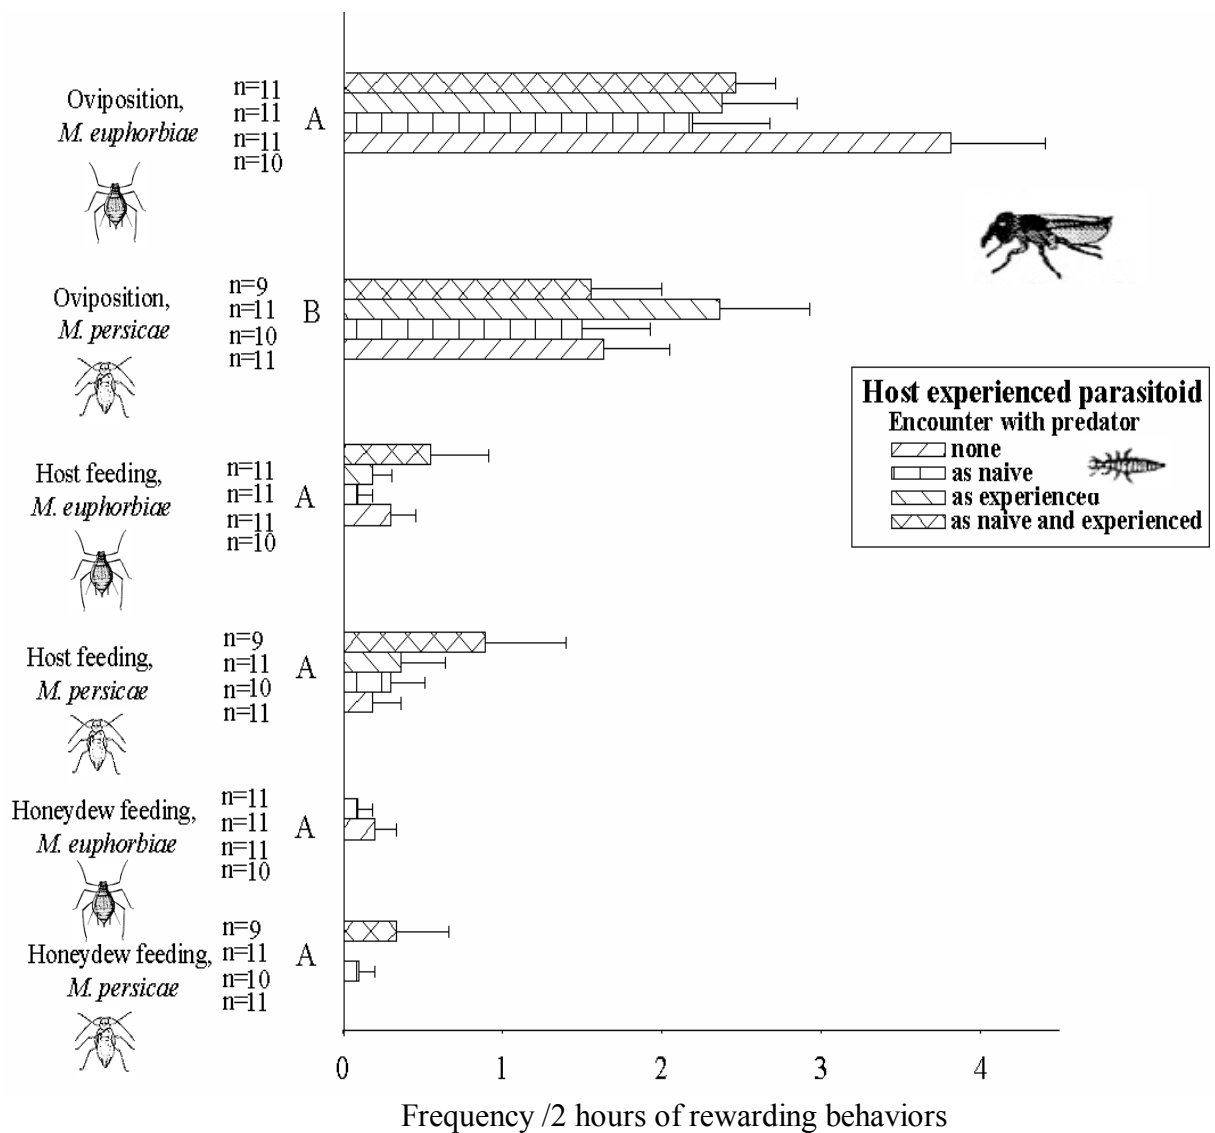 Oviposition,
M. euphorbiae
n=11
n=11
n=11
n=10
A
Oviposition,
M. persicae
n=9
n=11
n=10
n=11
B
Host experienced parasitoid
Encounter with predator
none
as naive
as experienced
as naive and experienced
Host feeding,
M. euphorbiae
n=11
n=11
n=11
n=10
A
Host feeding,
M. persicae
n=9
n=11
n=10
n=11
A
Honeydew feeding,
M. euphorbiae
n=11
n=11
n=11
n=10
A
Honeydew feeding,
M. persicae
n=9
n=11
n=10
n=11
A
0 1 2 3 4
Frequency /2 hours of rewarding behaviors